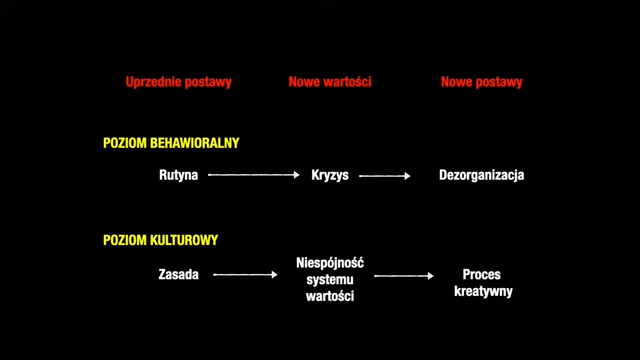 Uprzednie postawy Nowe wartości Nowe postawy
POZIOM BEHAWIORALNY
Rutyna Kryzys Dezorganizacja
POZIOM KULTUROWY
Zasada
Niespójność
systemu
wartości
Proces
kreatywny